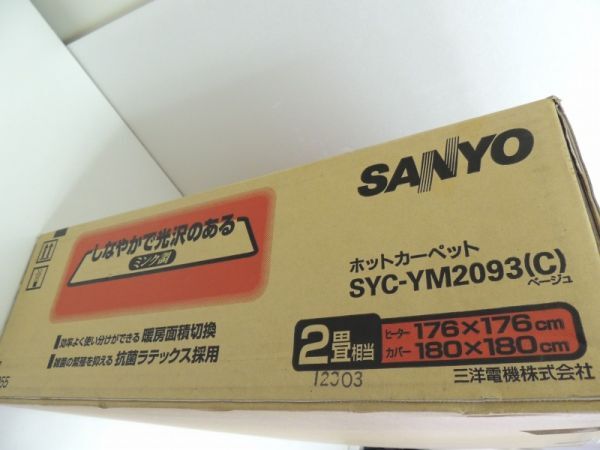 SANYO
しなやかで光沢のある
ミンク調
ホットカーペット
SYC-YM2093(C)
ベージュ
効率よく使い分けができる 暖房面積切換
雑菌の繁殖を抑える 抗菌ラテックス採用
2畳相当
ヒーター 176×176cm
カバー 180×180cm
12003
三洋電機株式会社